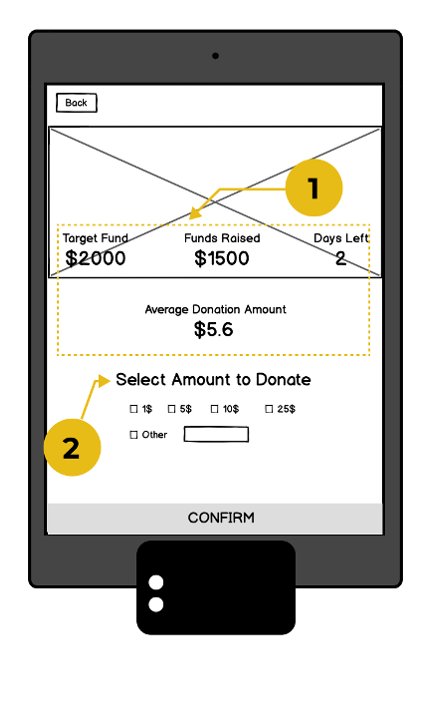 Back
1
Target Fund Funds Raised Days Left
$2000 $1500 2
Average Donation Amount
$5.6
Select Amount to Donate
1$ 5$ 10$ 25$
Other
2
CONFIRM